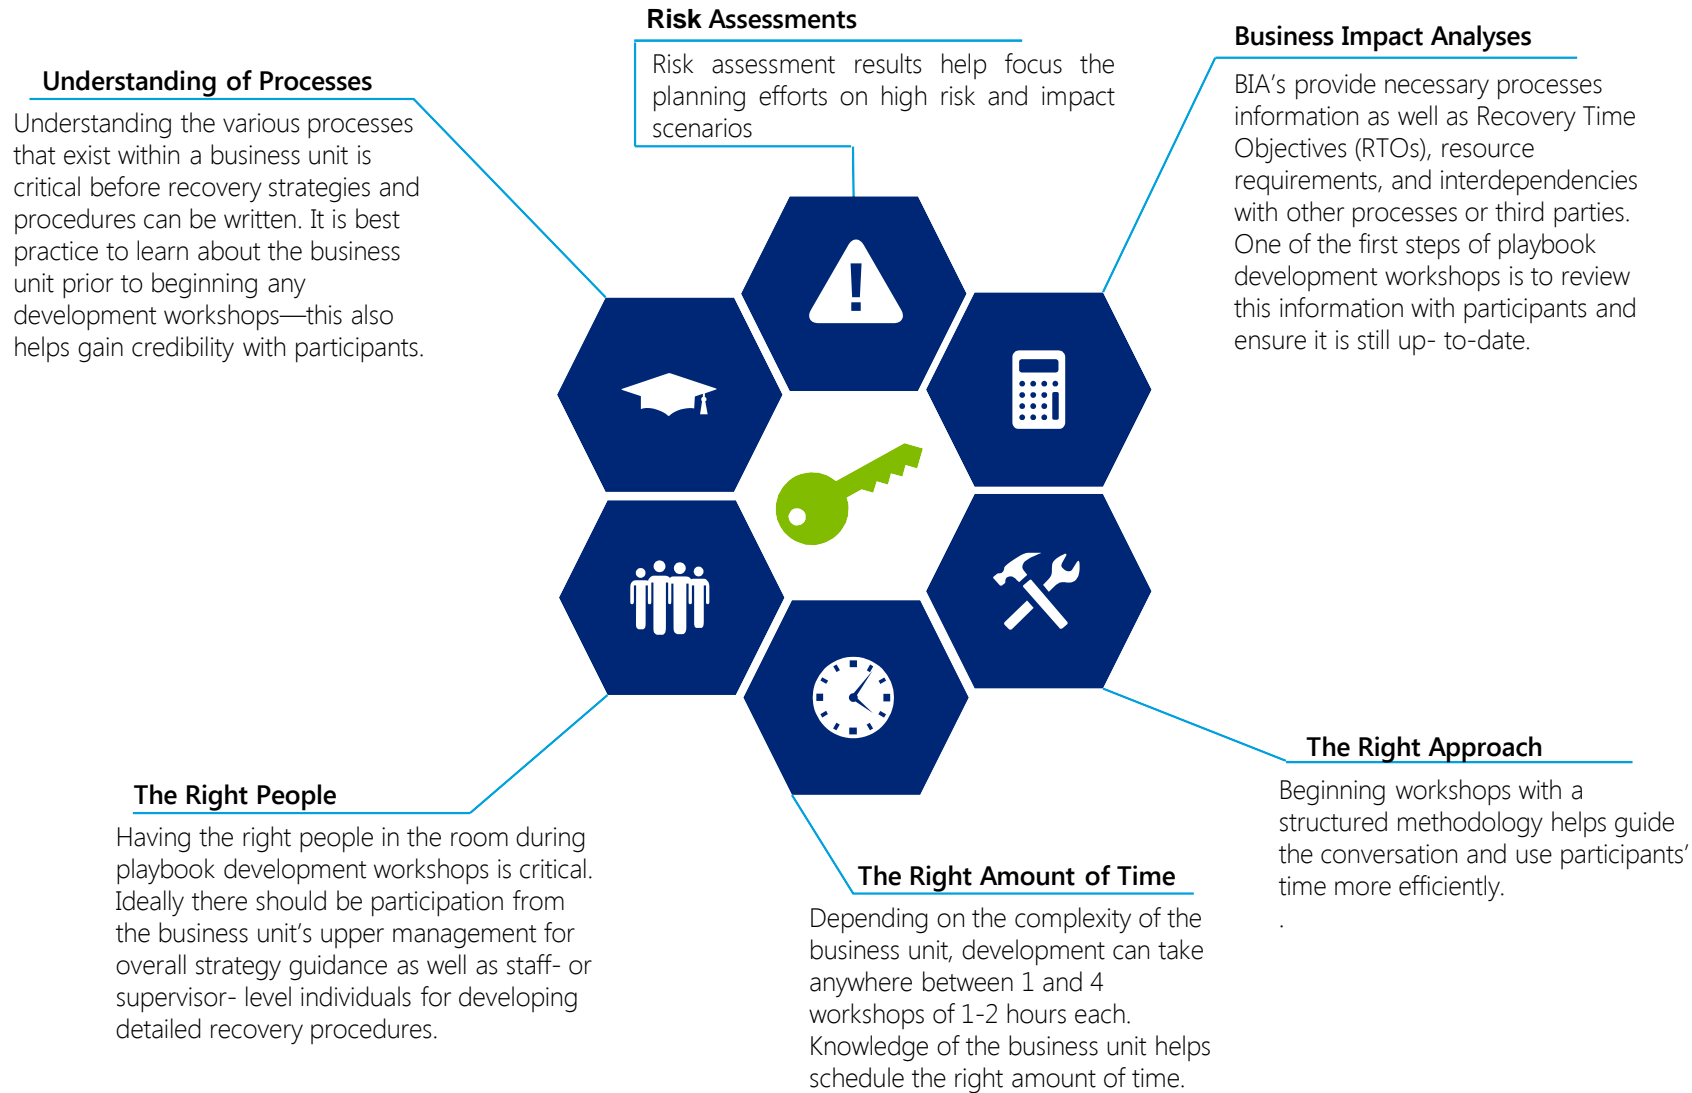 Risk Assessments
Risk assessment results help focus the
planning efforts on high risk and impact
scenarios
Business Impact Analyses
BIA's provide necessary processes
information as well as Recovery Time
Objectives (RTOs), resource
requirements, and interdependencies
with other processes or third parties.
One of the first steps of playbook
development workshops is to review
this information with participants and
ensure it is still up- to-date.
Understanding of Processes
Understanding the various processes
that exist within a business unit is
critical before recovery strategies and
procedures can be written. It is best
practice to learn about the business
unit prior to beginning any
development workshops—this also
helps gain credibility with participants.
The Right Approach
Beginning workshops with a
structured methodology helps guide
the conversation and use participants’
time more efficiently.
.
The Right People
Having the right people in the room during
playbook development workshops is critical.
Ideally there should be participation from
the business unit’s upper management for
overall strategy guidance as well as staff- or
supervisor- level individuals for developing
detailed recovery procedures.
The Right Amount of Time
Depending on the complexity of the
business unit, development can take
anywhere between 1 and 4
workshops of 1-2 hours each.
Knowledge of the business unit helps
schedule the right amount of time.